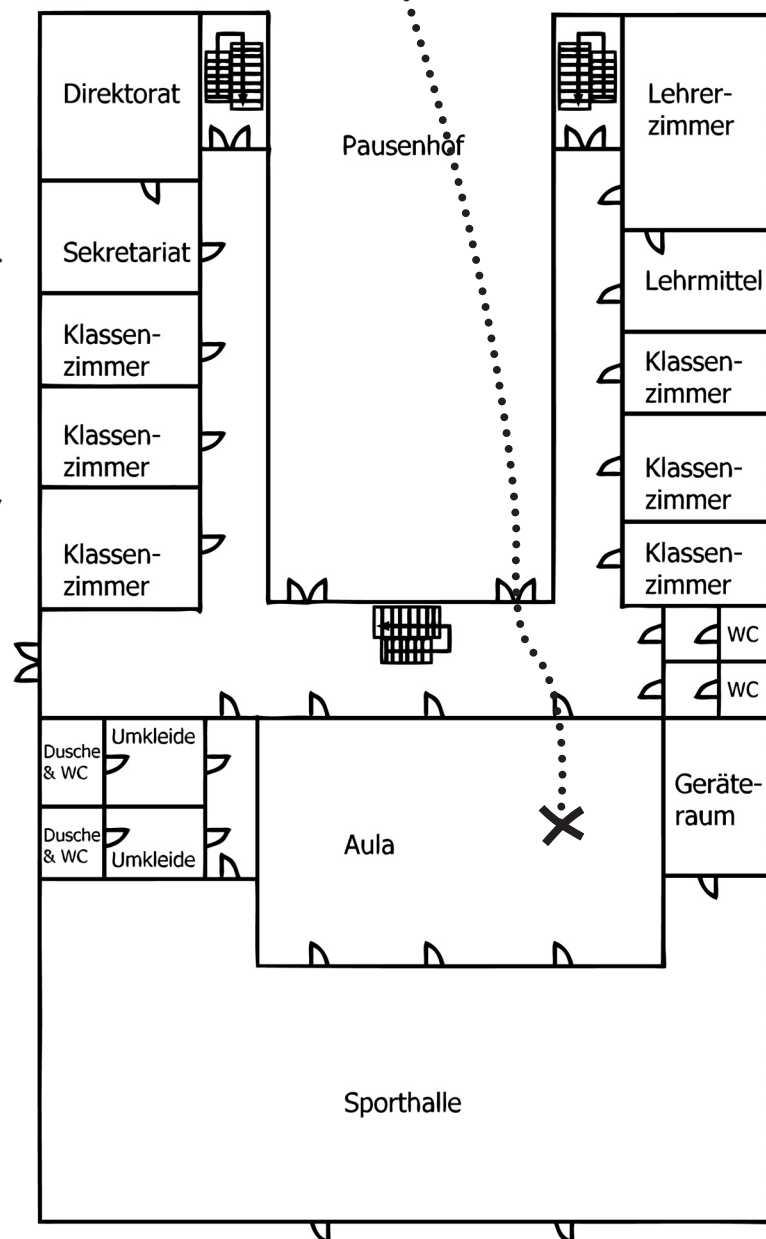 Direktorat
Pausenhof
Lehrer-
zimmer
Sekretariat
Lehrmittel
Klassen-
zimmer
Klassen-
zimmer
Klassen-
zimmer
Klassen-
zimmer
Klassen-
zimmer
Klassen-
zimmer
WC
WC
Dusche
& WC
Umkleide
Dusche
& WC
Umkleide
Aula
Geräte-
raum
Sporthalle